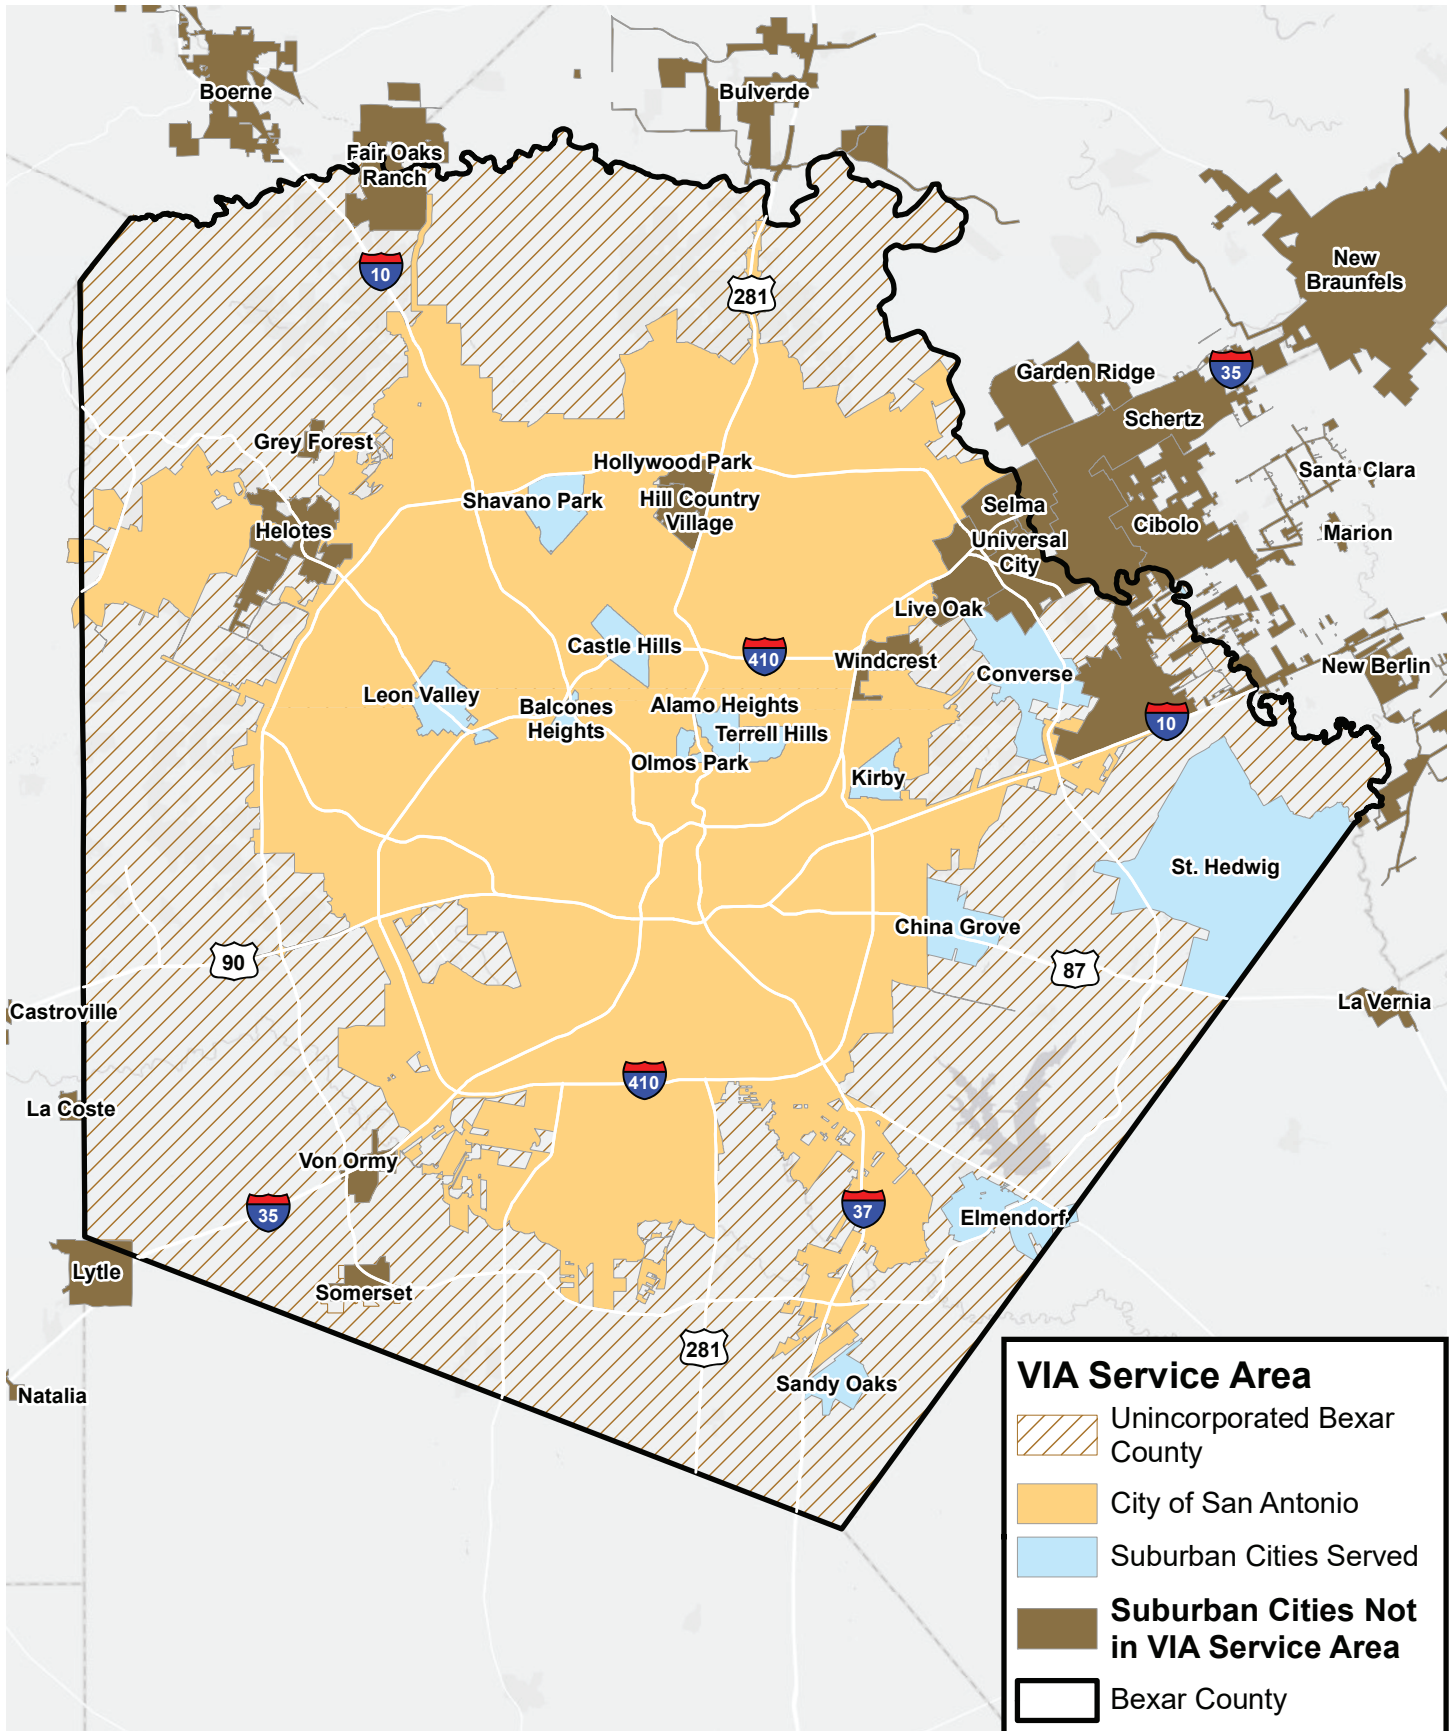 Boerne
Bulverde
Fair Oaks
Ranch
10
281
New
Braunfels
35
Garden Ridge
Schertz
Grey Forest
Hollywood Park
Santa Clara
Shavano Park
Hill Country
Village
Selma
Helotes
Cibolo
Marion
Universal
City
Live Oak
Castle Hills
410
Windcrest
New Berlin
Converse
Leon Valley
Balcones
Heights
Alamo Heights
10
Terrell Hills
Olmos Park
Kirby
St. Hedwig
China Grove
90
87
Castroville
La Vernia
410
La Coste
Von Ormy
35
37
Elmendorf
Lytle
Somerset
281
Sandy Oaks
Natalia
VIA Service Area
Unincorporated Bexar
County
City of San Antonio
Suburban Cities Served
Suburban Cities Not
in VIA Service Area
Bexar County